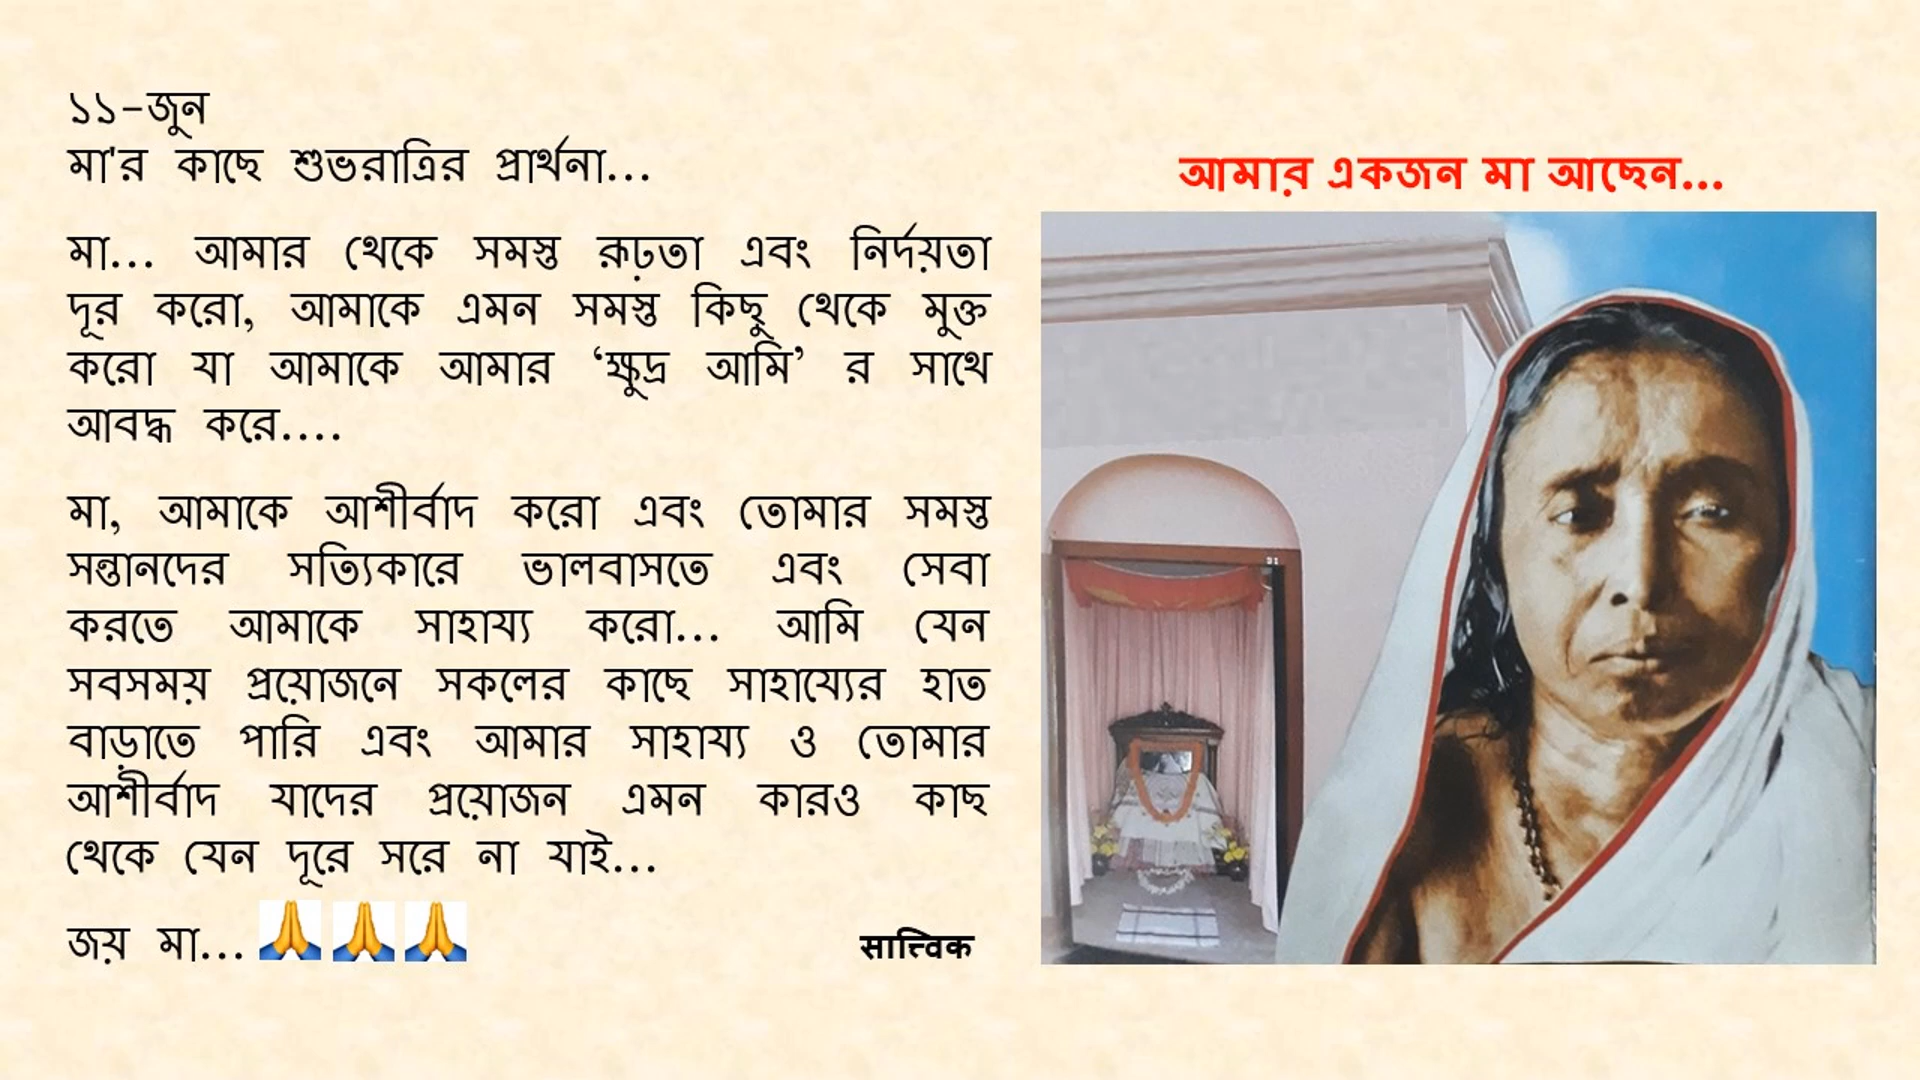 ১১-জুন
মা'র কাছে শুভরাত্রির প্রার্থনা...
মা... আমার থেকে সমস্ত রূঢ়তা এবং নির্দয়তা
দূর করো, আমাকে এমন সমস্ত কিছু থেকে মুক্ত
করো যা আমাকে আমার ‘ক্ষুদ্র আমি’ র সাথে
আবদ্ধ করে....
মা, আমাকে আশীর্বাদ করো এবং তোমার সমস্ত
সন্তানদের সত্যিকারে ভালবাসতে এবং সেবা
করতে আমাকে সাহায্য করো... আমি যেন
সবসময় প্রয়োজনে সকলের কাছে সাহায্যের হাত
বাড়াতে পারি এবং আমার সাহায্য ও তোমার
আশীর্বাদ যাদের প্রয়োজন এমন কারও কাছ
থেকে যেন দূরে সরে না যাই...
জয় মা... 🙏🙏🙏
सात्त्विक
আমার একজন মা আছেন...